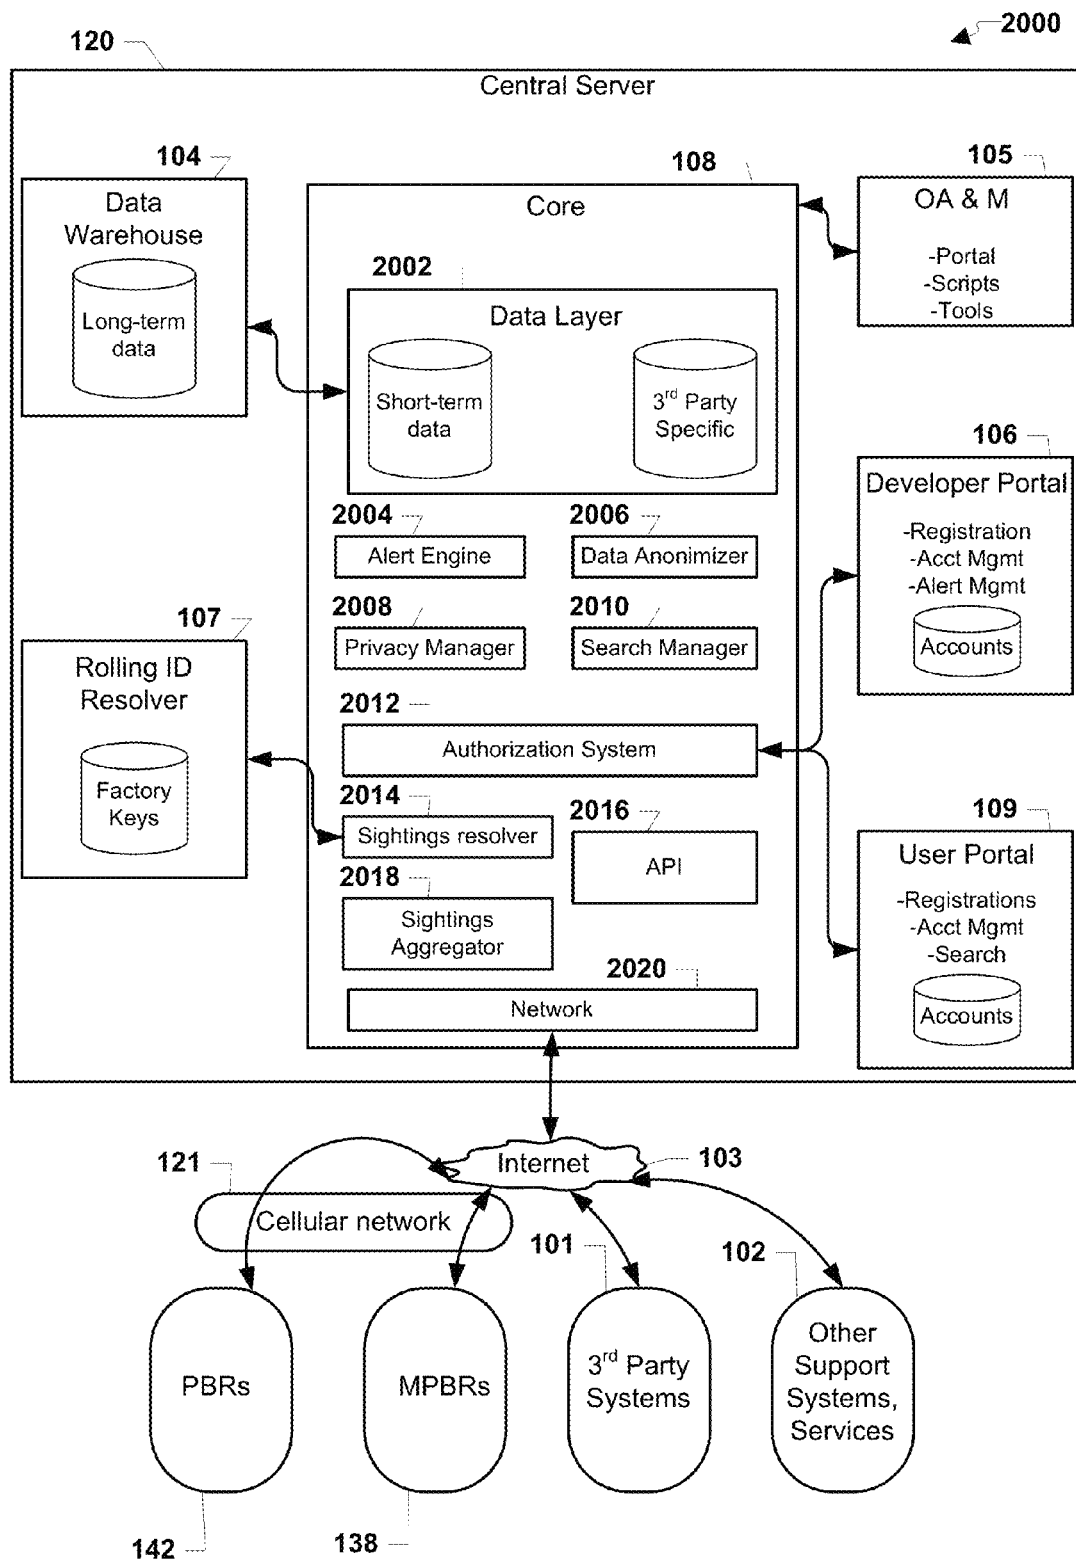 2000
120
Central Server
104
Data
Warehouse
Long-term
data
108
Core
2002
Data Layer
Short-term
data
3rd Party
Specific
105
OA & M
-Portal
-Scripts
-Tools
2004
Alert Engine
2006
Data Anonimizer
2008
Privacy Manager
2010
Search Manager
106
Developer Portal
-Registration
-Acct Mgmt
-Alert Mgmt
Accounts
107
Rolling ID
Resolver
Factory
Keys
2012
Authorization System
2014
Sightings resolver
2016
API
2018
Sightings
Aggregator
2020
Network
109
User Portal
-Registrations
-Acct Mgmt
-Search
Accounts
Internet
103
121
Cellular network
101
102
PBRs
MPBRs
3rd Party
Systems
Other
Support
Systems,
Services
142
138